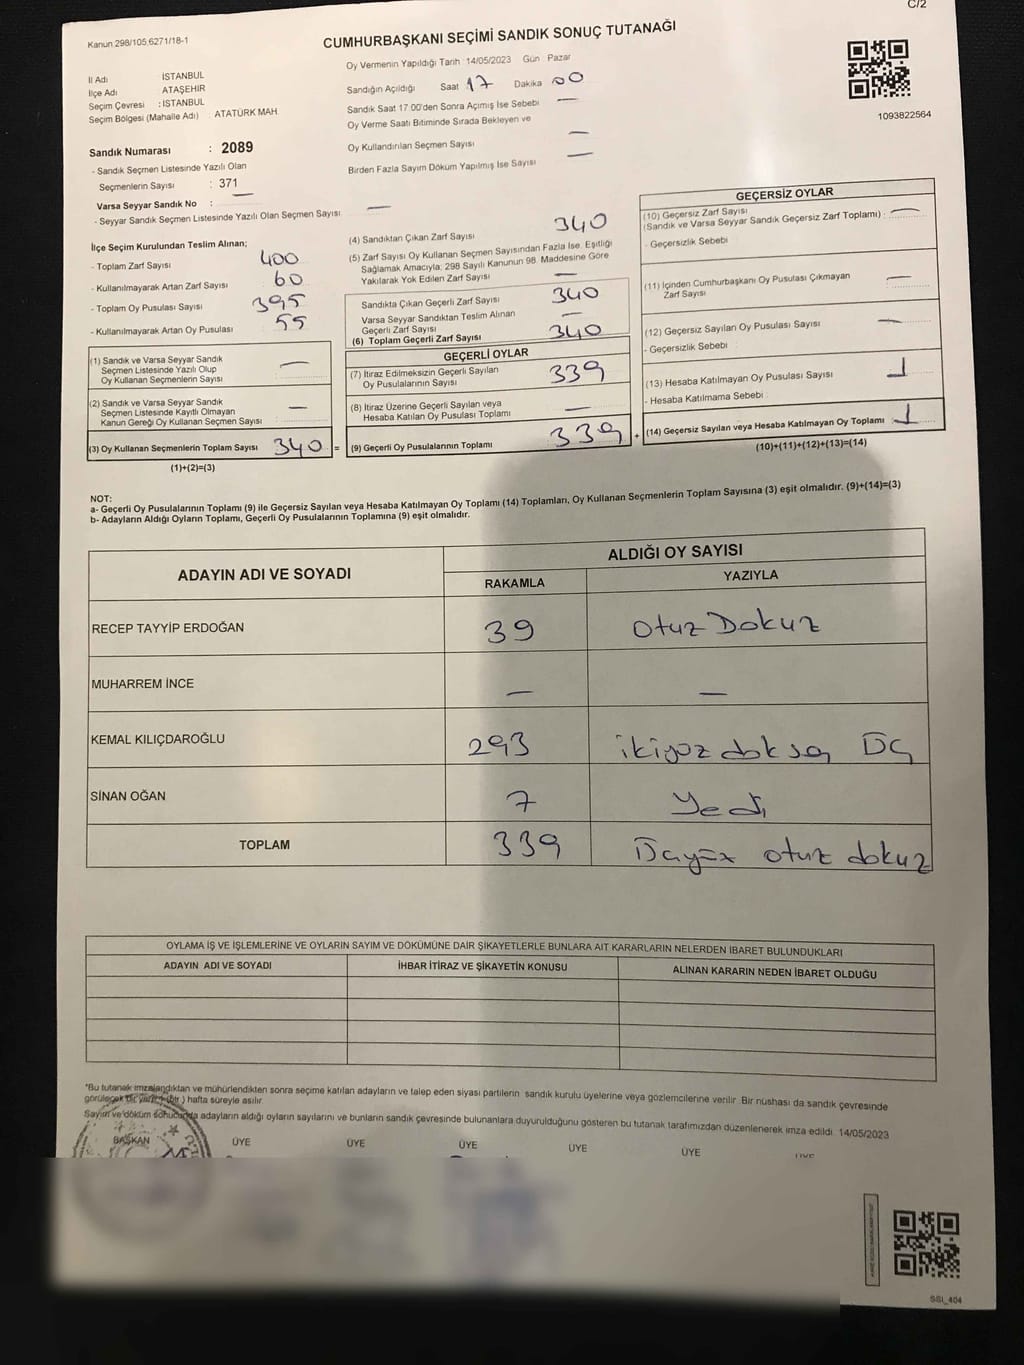 C/2
Kanun 298/105,6271/18-1
CUMHURBAŞKANI SEÇİMİ SANDIK SONUÇ TUTANAĞI
İl Adı İSTANBUL
İlçe Adı ATAŞEHİR
Seçim Çevresi : İSTANBUL
Seçim Bölgesi (Mahalle Adı) ATATÜRK MAH
Oy Vermenin Yapıldığı Tarih 14/05/2023 Gün Pazar
Sandığın Açıldığı Saat 17 Dakika 00
Sandık Saat 17.00'den Sonra Açımış İse Sebebi —
Oy Verme Saati Bitiminde Sırada Bekleyen ve
Oy Kullandırılan Seçmen Sayısı —
Birden Fazla Sayım Döküm Yapılmış İse Sayısı —
1093822564
Sandık Numarası : 2089
- Sandık Seçmen Listesinde Yazılı Olan
Seçmenlerin Sayısı : 371
Varsa Seyyar Sandık No : —
- Seyyar Sandık Seçmen Listesinde Yazılı Olan Seçmen Sayısı —
İlçe Seçim Kurulundan Teslim Alınan;
- Toplam Zarf Sayısı 400
- Kullanılmayarak Artan Zarf Sayısı 60
- Toplam Oy Pusulası Sayısı 395
- Kullanılmayarak Artan Oy Pusulası 55
(1) Sandık ve Varsa Seyyar Sandık
Seçmen Listesinde Yazılı Olup
Oy Kullanan Seçmenlerin Sayısı —
(2) Sandık ve Varsa Seyyar Sandık
Seçmen Listesinde Kayıtlı Olmayan
Kanun Gereği Oy Kullanan Seçmen Sayısı —
(3) Oy Kullanan Seçmenlerin Toplam Sayısı 340 =
(1)+(2)=(3)
(4) Sandıktan Çıkan Zarf Sayısı 340
(5) Zarf Sayısı Oy Kullanan Seçmen Sayısından Fazla İse, Eşitliği
Sağlamak Amacıyla; 298 Sayılı Kanunun 98. Maddesine Göre
Yakılarak Yok Edilen Zarf Sayısı —
Sandıkta Çıkan Geçerli Zarf Sayısı 340
Varsa Seyyar Sandıktan Teslim Alınan
Geçerli Zarf Sayısı —
(6) Toplam Geçerli Zarf Sayısı 340
GEÇERLİ OYLAR
(7) İtiraz Edilmeksizin Geçerli Sayılan
Oy Pusulalarının Sayısı 339
(8) İtiraz Üzerine Geçerli Sayılan veya
Hesaba Katılan Oy Pusulası Toplamı —
(9) Geçerli Oy Pusulalarının Toplamı 339 +
GEÇERSİZ OYLAR
(10) Geçersiz Zarf Sayısı
(Sandık ve Varsa Seyyar Sandık Geçersiz Zarf Toplamı) : —
- Geçersizlik Sebebi
(11) İçinden Cumhurbaşkanı Oy Pusulası Çıkmayan
Zarf Sayısı —
(12) Geçersiz Sayılan Oy Pusulası Sayısı —
- Geçersizlik Sebebi :
(13) Hesaba Katılmayan Oy Pusulası Sayısı 1
- Hesaba Katılmama Sebebi :
(14) Geçersiz Sayılan veya Hesaba Katılmayan Oy Toplamı 1
(10)+(11)+(12)+(13)=(14)
NOT:
a- Geçerli Oy Pusulalarının Toplamı (9) ile Geçersiz Sayılan veya Hesaba Katılmayan Oy Toplamı (14) Toplamları, Oy Kullanan Seçmenlerin Toplam Sayısına (3) eşit olmalıdır. (9)+(14)=(3)
b- Adayların Aldığı Oyların Toplamı, Geçerli Oy Pusulalarının Toplamına (9) eşit olmalıdır.
ADAYIN ADI VE SOYADI
ALDIĞI OY SAYISI
RAKAMLA YAZIYLA
RECEP TAYYİP ERDOĞAN 39 Otuz Dokuz
MUHARREM İNCE — —
KEMAL KILIÇDAROĞLU 293 ikiyüz doksan Üç
SİNAN OĞAN 7 Yedi
TOPLAM 339 Üçyüz otuz dokuz
OYLAMA İŞ VE İŞLEMLERİNE VE OYLARIN SAYIM VE DÖKÜMÜNE DAİR ŞİKAYETLERLE BUNLARA AİT KARARLARIN NELERDEN İBARET BULUNDUKLARI
ADAYIN ADI VE SOYADI İHBAR İTİRAZ VE ŞİKAYETİN KONUSU ALINAN KARARIN NEDEN İBARET OLDUĞU
*Bu tutanak imzalandıktan ve mühürlendikten sonra seçime katılan adayların ve talep eden siyasi partilerin sandık kurulu üyelerine veya gözlemcilerine verilir. Bir nüshası da sandık çevresinde
görülecek bir yere 1 (bir) hafta süreyle asılır.
Sayım ve döküm sonucunda adayların aldığı oyların sayılarını ve bunların sandık çevresinde bulunanlara duyurulduğunu gösteren bu tutanak tarafımızdan düzenlenerek imza edildi. 14/05/2023
BAŞKAN ÜYE ÜYE ÜYE ÜYE ÜYE ÜYE
SSI_404